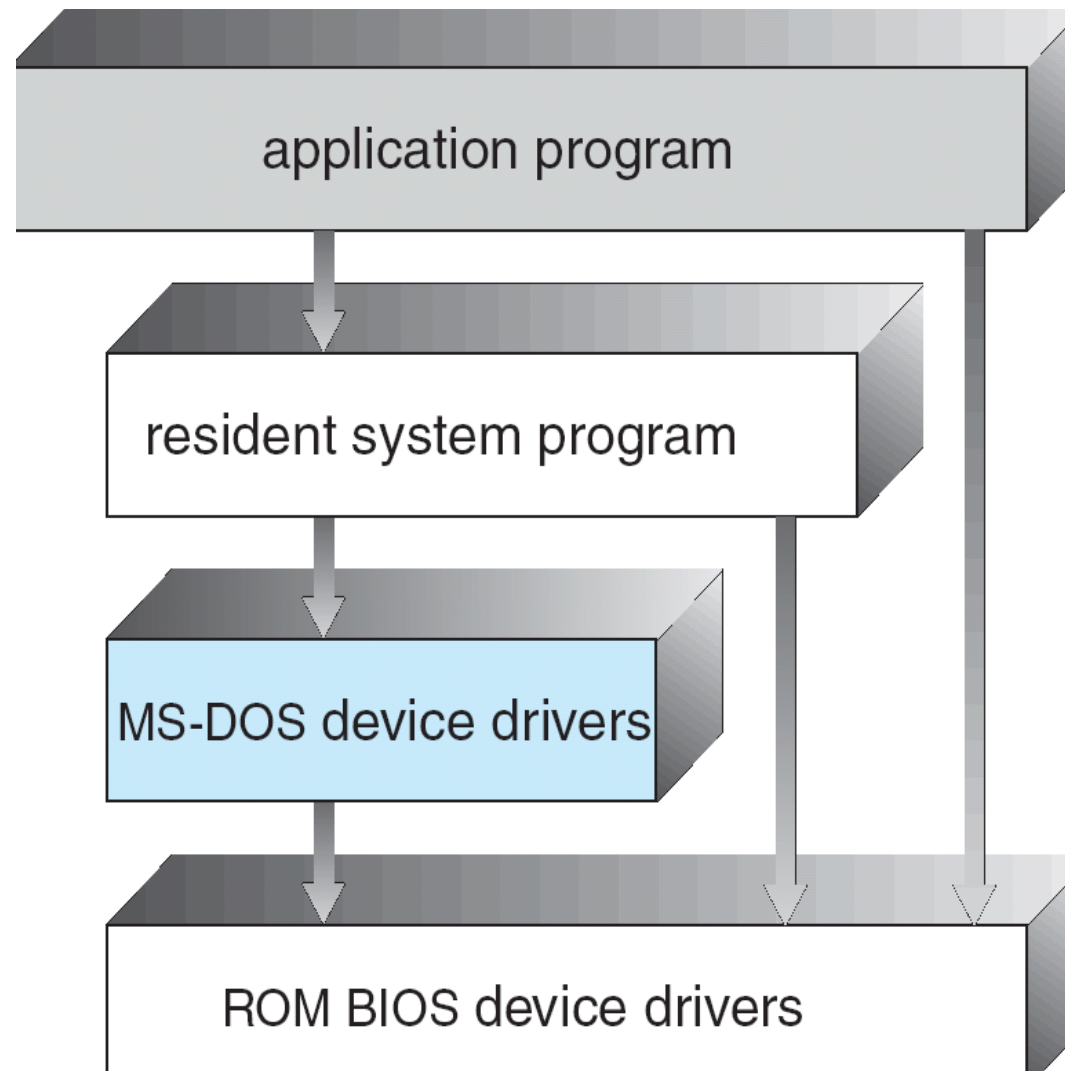 application program
resident system program
MS-DOS device drivers
ROM BIOS device drivers